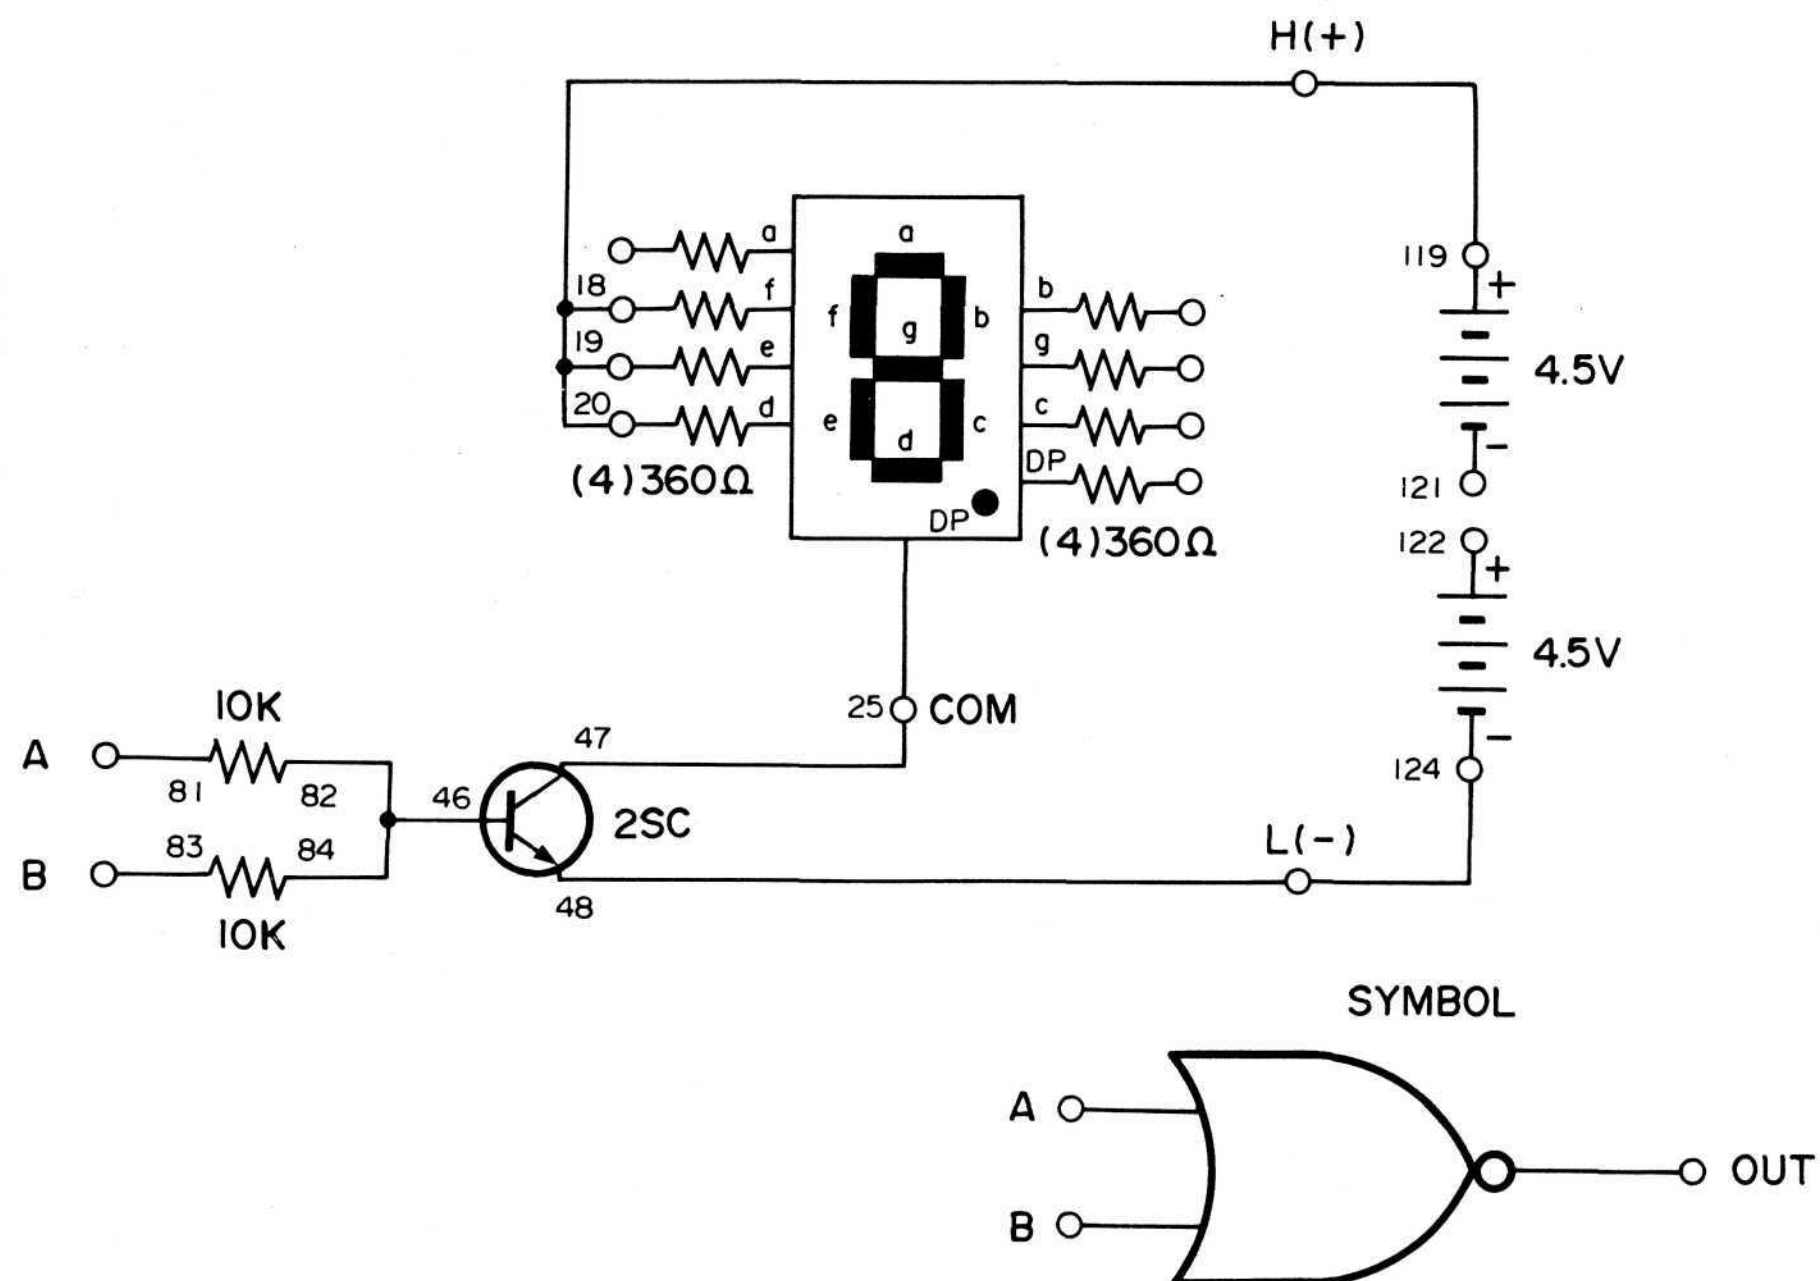 H(+)
a
a
18
f
b
f
b
g
19
e
g
20
d
c
e
c
d
DP
(4)360Ω
DP
(4)360Ω
119
+
4.5V
−
121
122
+
4.5V
−
124
25
COM
10K
A
81
82
47
46
2SC
83
84
B
10K
48
L(-)
SYMBOL
A
OUT
B